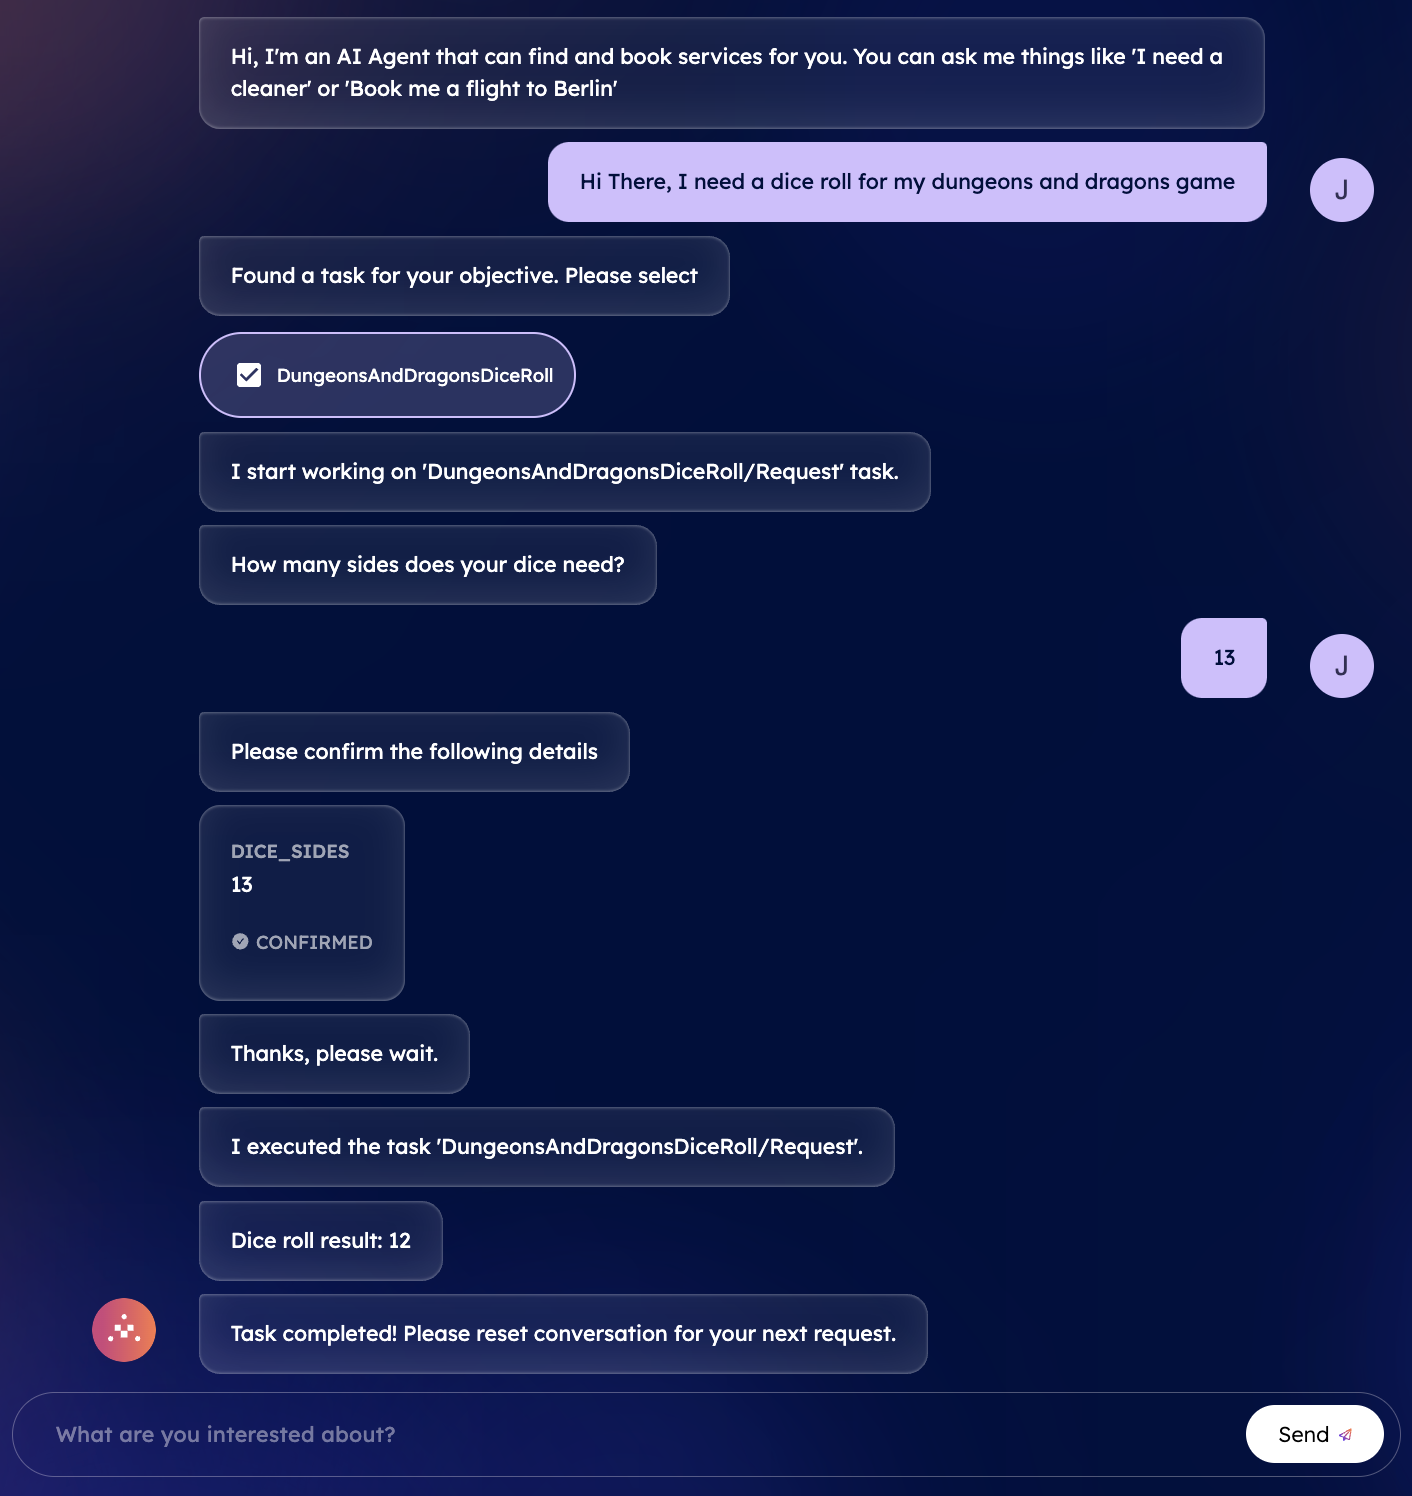 Hi, I'm an AI Agent that can find and book services for you. You can ask me things like 'I need a
cleaner' or 'Book me a flight to Berlin'
Hi There, I need a dice roll for my dungeons and dragons game
J
Found a task for your objective. Please select
DungeonsAndDragonsDiceRoll
I start working on 'DungeonsAndDragonsDiceRoll/Request' task.
How many sides does your dice need?
13
J
Please confirm the following details
DICE_SIDES
13
CONFIRMED
Thanks, please wait.
I executed the task 'DungeonsAndDragonsDiceRoll/Request'.
Dice roll result: 12
Task completed! Please reset conversation for your next request.
What are you interested about?
Send